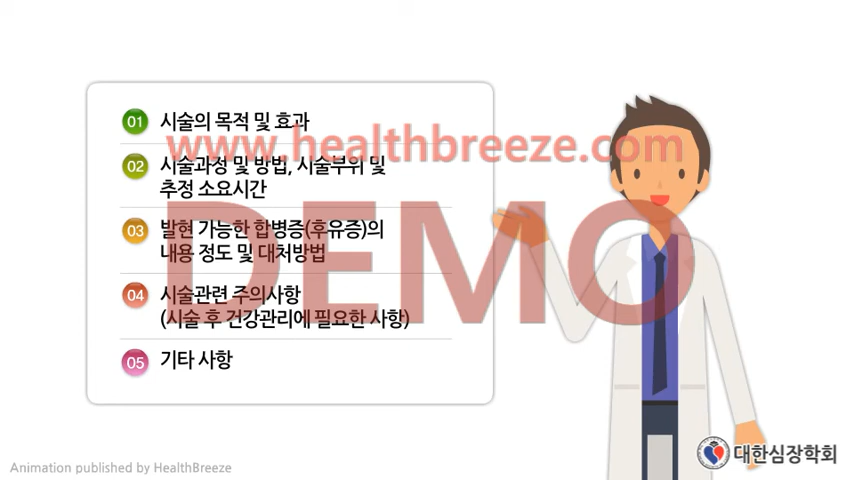 01 시술의 목적 및 효과
www.healthbreeze.com
02 시술과정 및 방법, 시술부위 및
추정 소요시간
DEMO
03 발현 가능한 합병증(후유증)의
내용 정도 및 대처방법
04 시술관련 주의사항
(시술 후 건강관리에 필요한 사항)
05 기타 사항
대한심장학회
Animation published by HealthBreeze